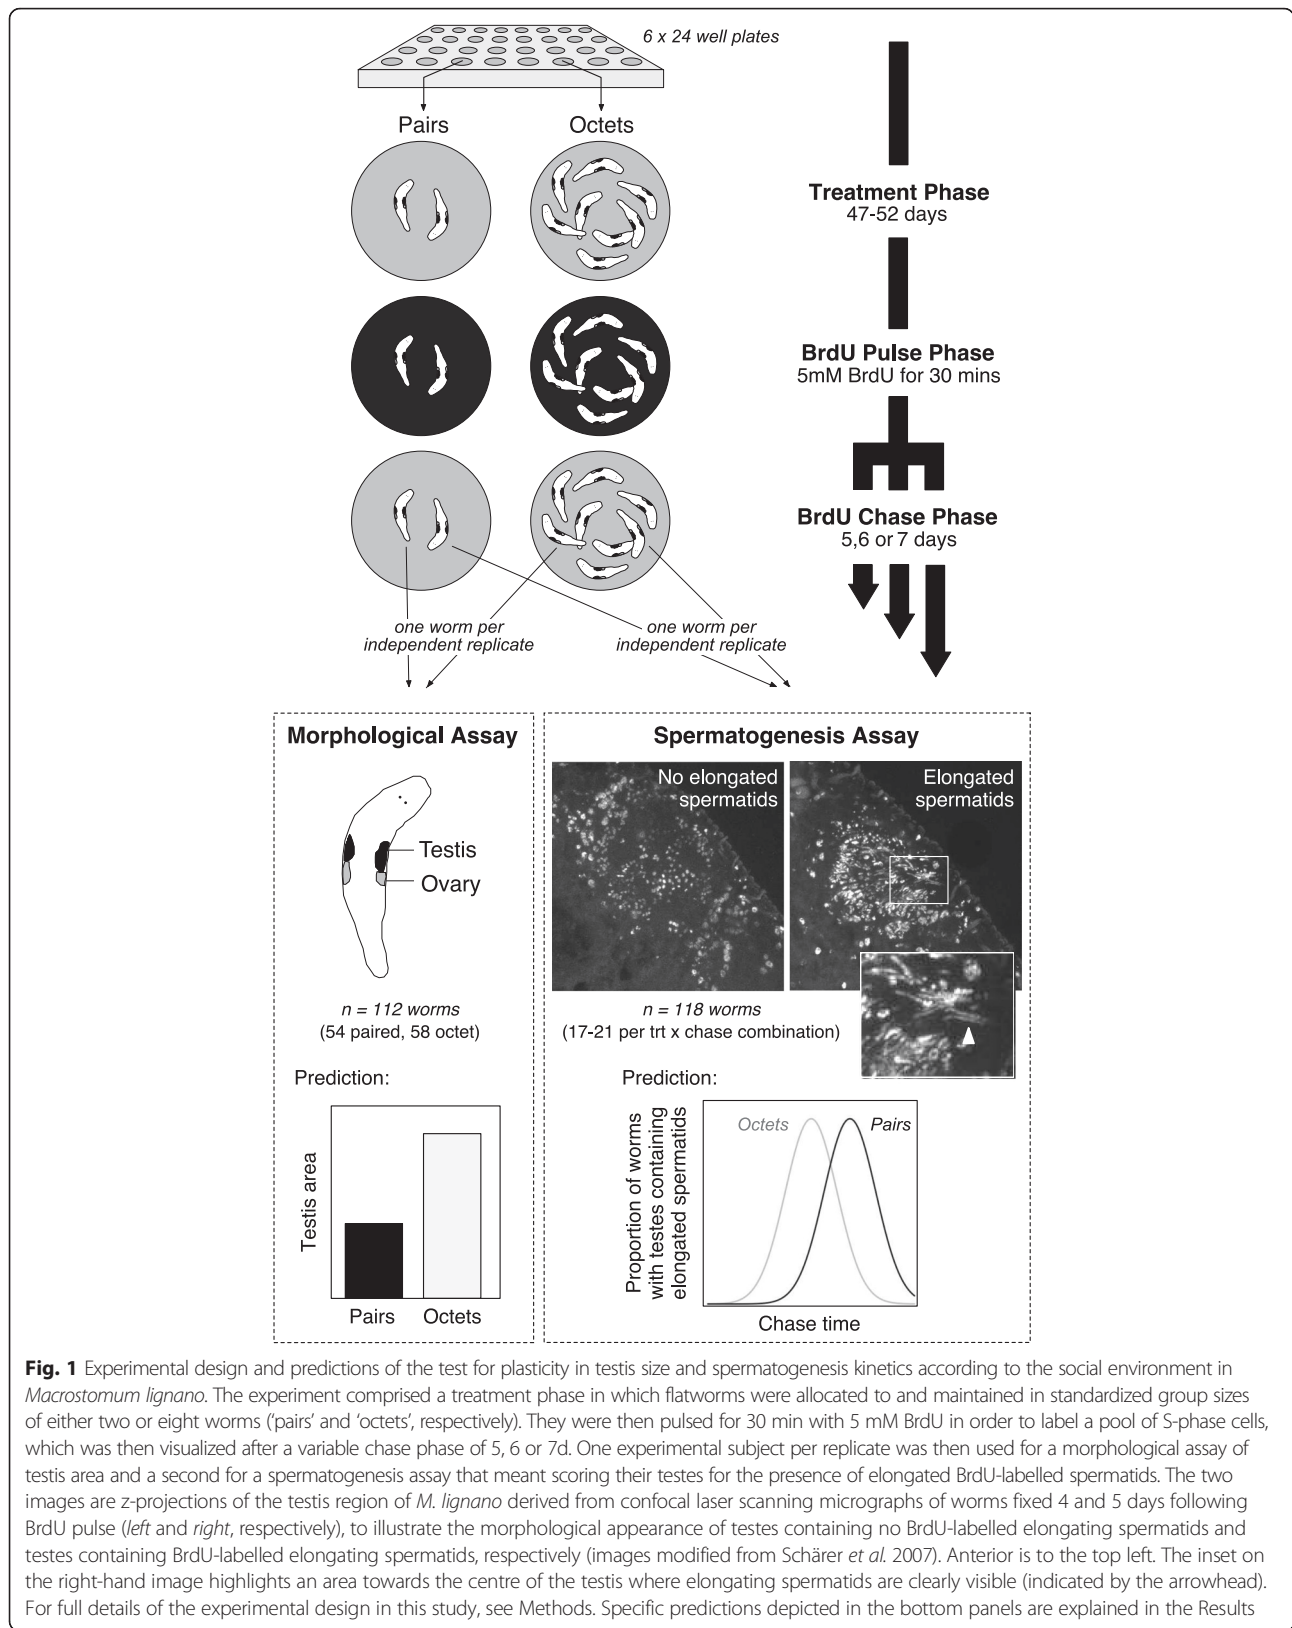 6 x 24 well plates
Pairs
Octets
Treatment Phase
47-52 days
BrdU Pulse Phase
5mM BrdU for 30 mins
BrdU Chase Phase
5,6 or 7 days
one worm per
independent replicate
one worm per
independent replicate
Morphological Assay
Testis
Ovary
n = 112 worms
(54 paired, 58 octet)
Prediction:
Testis area
Pairs
Octets
Spermatogenesis Assay
No elongated
spermatids
Elongated
spermatids
n = 118 worms
(17-21 per trt x chase combination)
Prediction:
Proportion of worms
with testes containing
elongated spermatids
Octets
Pairs
Chase time
Fig. 1 Experimental design and predictions of the test for plasticity in testis size and spermatogenesis kinetics according to the social environment in
Macrostomum lignano. The experiment comprised a treatment phase in which flatworms were allocated to and maintained in standardized group sizes
of either two or eight worms (‘pairs’ and ‘octets’, respectively). They were then pulsed for 30 min with 5 mM BrdU in order to label a pool of S-phase cells,
which was then visualized after a variable chase phase of 5, 6 or 7d. One experimental subject per replicate was then used for a morphological assay of
testis area and a second for a spermatogenesis assay that meant scoring their testes for the presence of elongated BrdU-labelled spermatids. The two
images are z-projections of the testis region of M. lignano derived from confocal laser scanning micrographs of worms fixed 4 and 5 days following
BrdU pulse (left and right, respectively), to illustrate the morphological appearance of testes containing no BrdU-labelled elongating spermatids and
testes containing BrdU-labelled elongating spermatids, respectively (images modified from Schärer et al. 2007). Anterior is to the top left. The inset on
the right-hand image highlights an area towards the centre of the testis where elongating spermatids are clearly visible (indicated by the arrowhead).
For full details of the experimental design in this study, see Methods. Specific predictions depicted in the bottom panels are explained in the Results